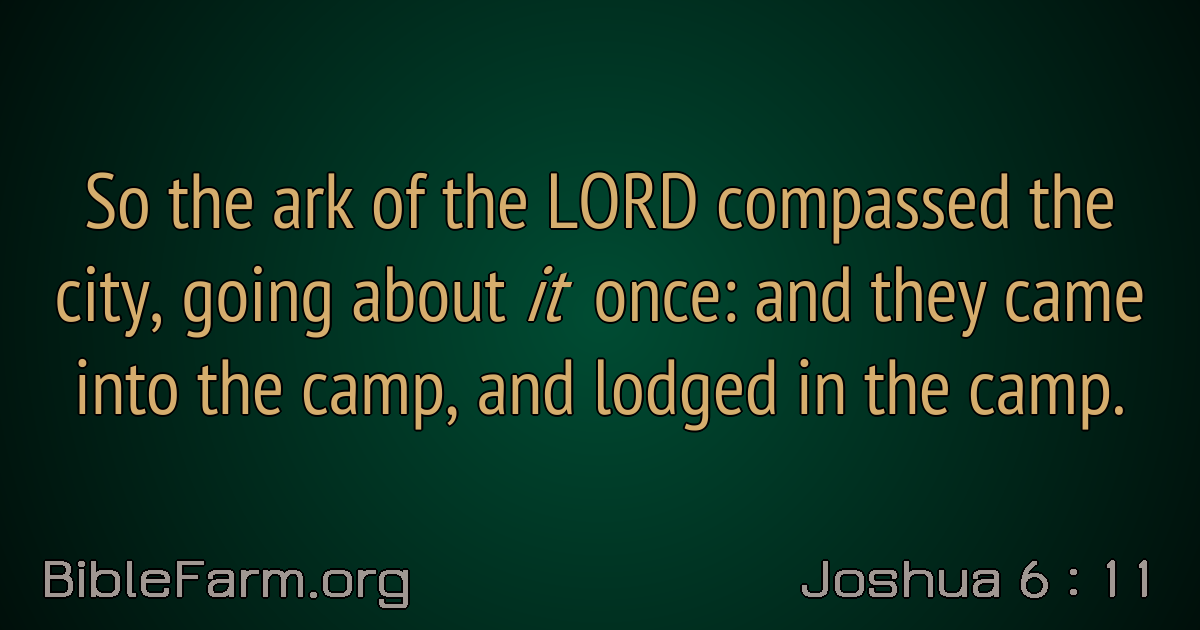 So the ark of the LORD compassed the
city, going about it once: and they came
into the camp, and lodged in the camp.
BibleFarm.org
Joshua 6 : 11